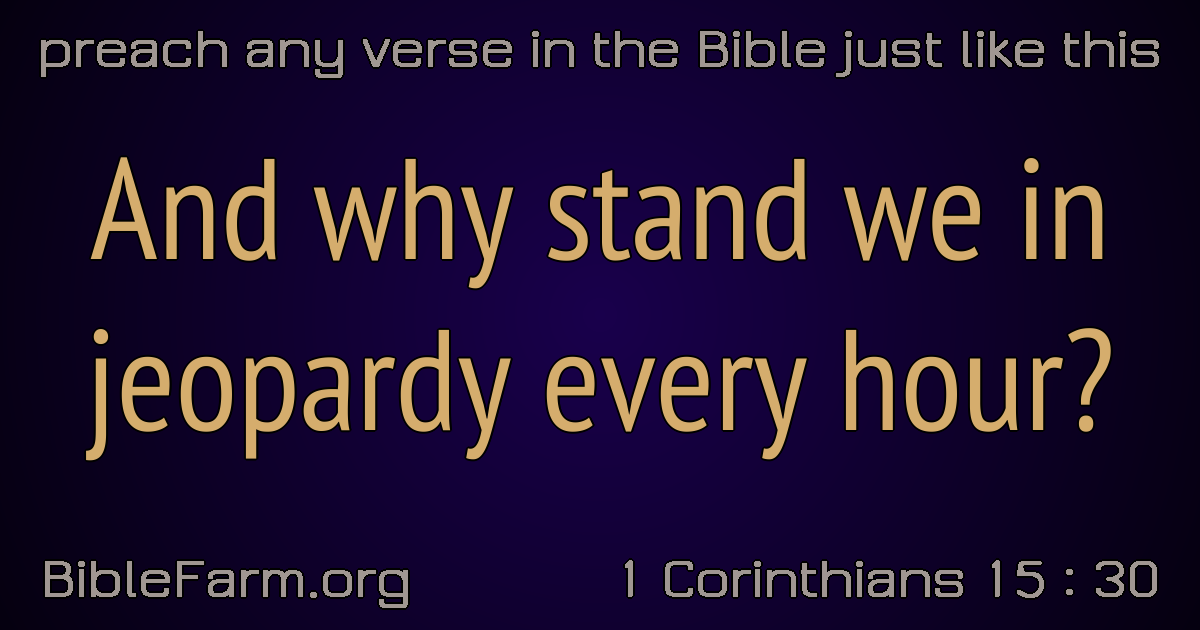 preach any verse in the Bible just like this
And why stand we in
jeopardy every hour?
BibleFarm.org 1 Corinthians 15 : 30